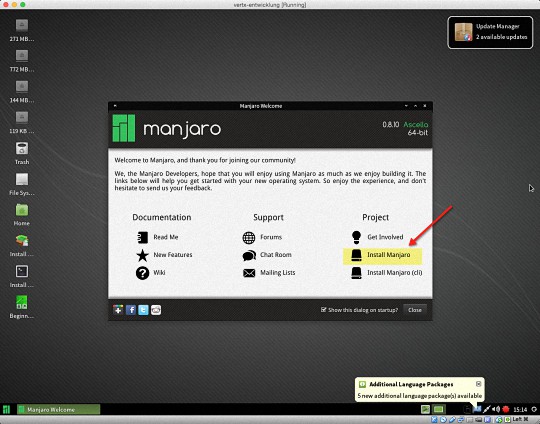 vertx-entwicklung [Running]
Update Manager
2 available updates
271 MB...
772 MB...
144 MB...
119 KB ...
Trash
File Sys...
Home
Install ...
Install ...
Beginn...
Manjaro Welcome
manjaro
0.8.10 Ascella
64-bit
Welcome to Manjaro, and thank you for joining our community!
We, the Manjaro Developers, hope that you will enjoy using Manjaro as much as we enjoy building it. The
links below will help you get started with your new operating system. So enjoy the experience, and don't
hesitate to send us your feedback.
Documentation
Support
Project
Read Me
Forums
Get Involved
New Features
Chat Room
Install Manjaro
Wiki
Mailing Lists
Install Manjaro (cli)
Show this dialog on startup?
Close
Additional Language Packages
5 new additional language package(s) available
Manjaro Welcome
15:14
Left ⌘